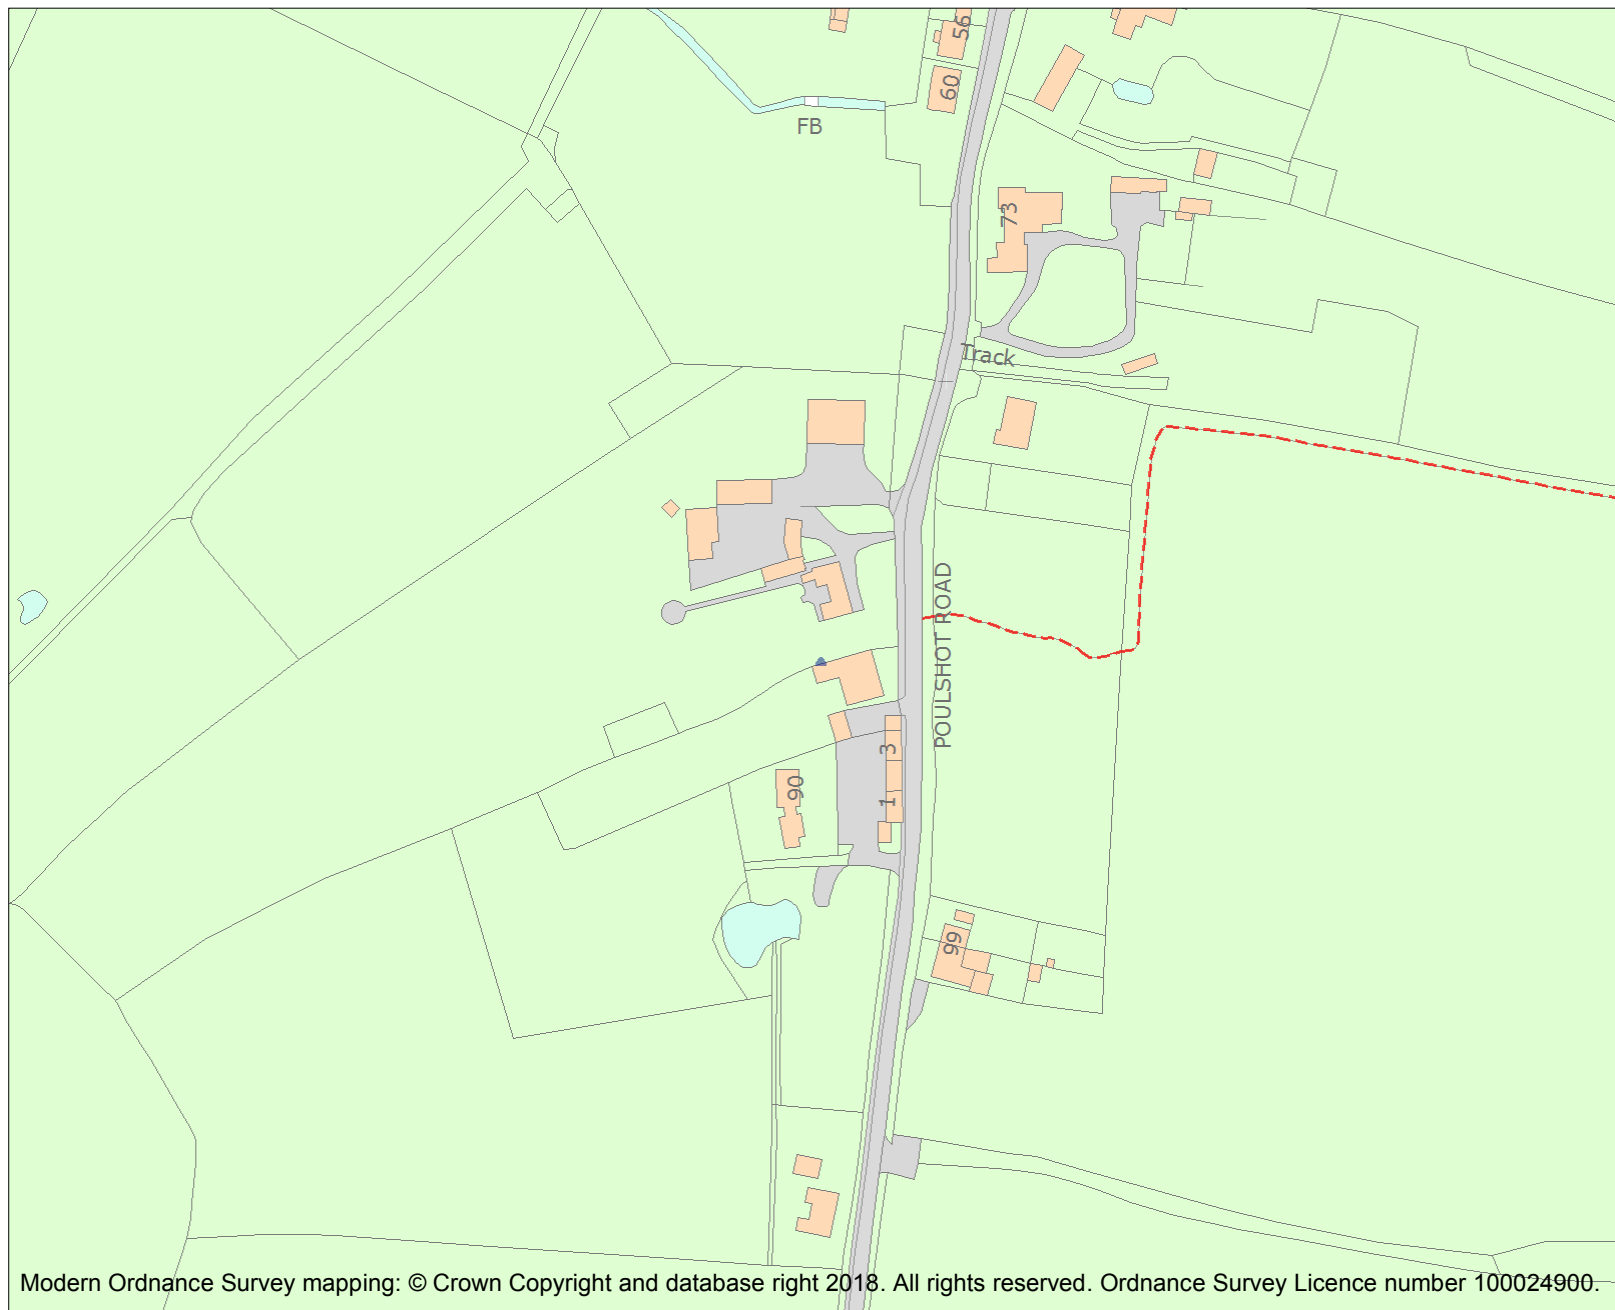 56
60
FB
73
Track
POULSHOT ROAD
3
90
1
99
Modern Ordnance Survey mapping: © Crown Copyright and database right 2018. All rights reserved. Ordnance Survey Licence number 100024900.